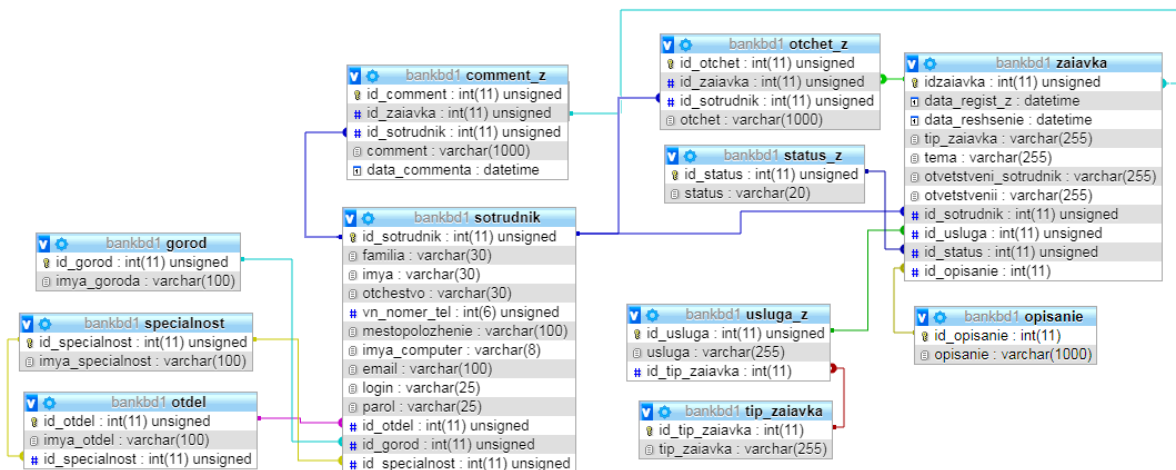 bankbd1 comment_z
id_comment : int(11) unsigned
id_zaiavka : int(11) unsigned
id_sotrudnik : int(11) unsigned
comment : varchar(1000)
data_commenta : datetime
bankbd1 otchet_z
id_otchet : int(11) unsigned
id_zaiavka : int(11) unsigned
id_sotrudnik : int(11) unsigned
otchet : varchar(1000)
bankbd1 zaiavka
idzaiavka : int(11) unsigned
data_regist_z : datetime
data_reshsenie : datetime
tip_zaiavka : varchar(255)
tema : varchar(255)
otvetstveni_sotrudnik : varchar(255)
otvetstvenii : varchar(255)
id_sotrudnik : int(11) unsigned
id_usluga : int(11) unsigned
id_status : int(11) unsigned
id_opisanie : int(11)
bankbd1 status_z
id_status : int(11) unsigned
status : varchar(20)
bankbd1 sotrudnik
id_sotrudnik : int(11) unsigned
familia : varchar(30)
imya : varchar(30)
otchestvo : varchar(30)
vn_nomer_tel : int(6) unsigned
mestopolozhenie : varchar(100)
imya_computer : varchar(8)
email : varchar(100)
login : varchar(25)
parol : varchar(25)
id_otdel : int(11) unsigned
id_gorod : int(11) unsigned
id_specialnost : int(11) unsigned
bankbd1 gorod
id_gorod : int(11) unsigned
imya_goroda : varchar(100)
bankbd1 specialnost
id_specialnost : int(11) unsigned
imya_specialnost : varchar(100)
bankbd1 otdel
id_otdel : int(11) unsigned
imya_otdel : varchar(100)
id_specialnost : int(11) unsigned
bankbd1 usluga_z
id_usluga : int(11) unsigned
usluga : varchar(255)
id_tip_zaiavka : int(11)
bankbd1 opisanie
id_opisanie : int(11)
opisanie : varchar(1000)
bankbd1 tip_zaiavka
id_tip_zaiavka : int(11)
tip_zaiavka : varchar(255)